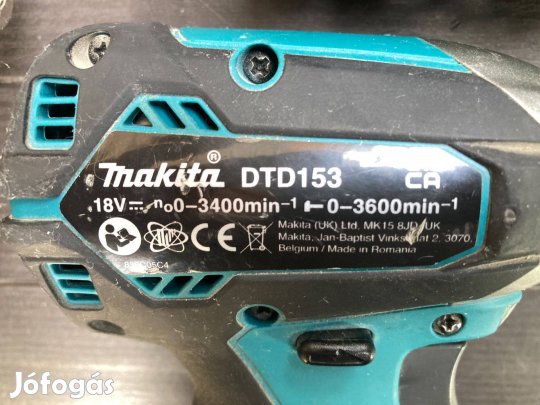 makita® DTD153 CA
18V⎓ n₀0-3400min⁻¹ 0-3600min⁻¹
Makita (UK) Ltd. MK15 8JD, UK
Makita, Jan-Baptist Vinkstraat 2, 3070,
Belgium / Made in Romania
CE
Jófogás